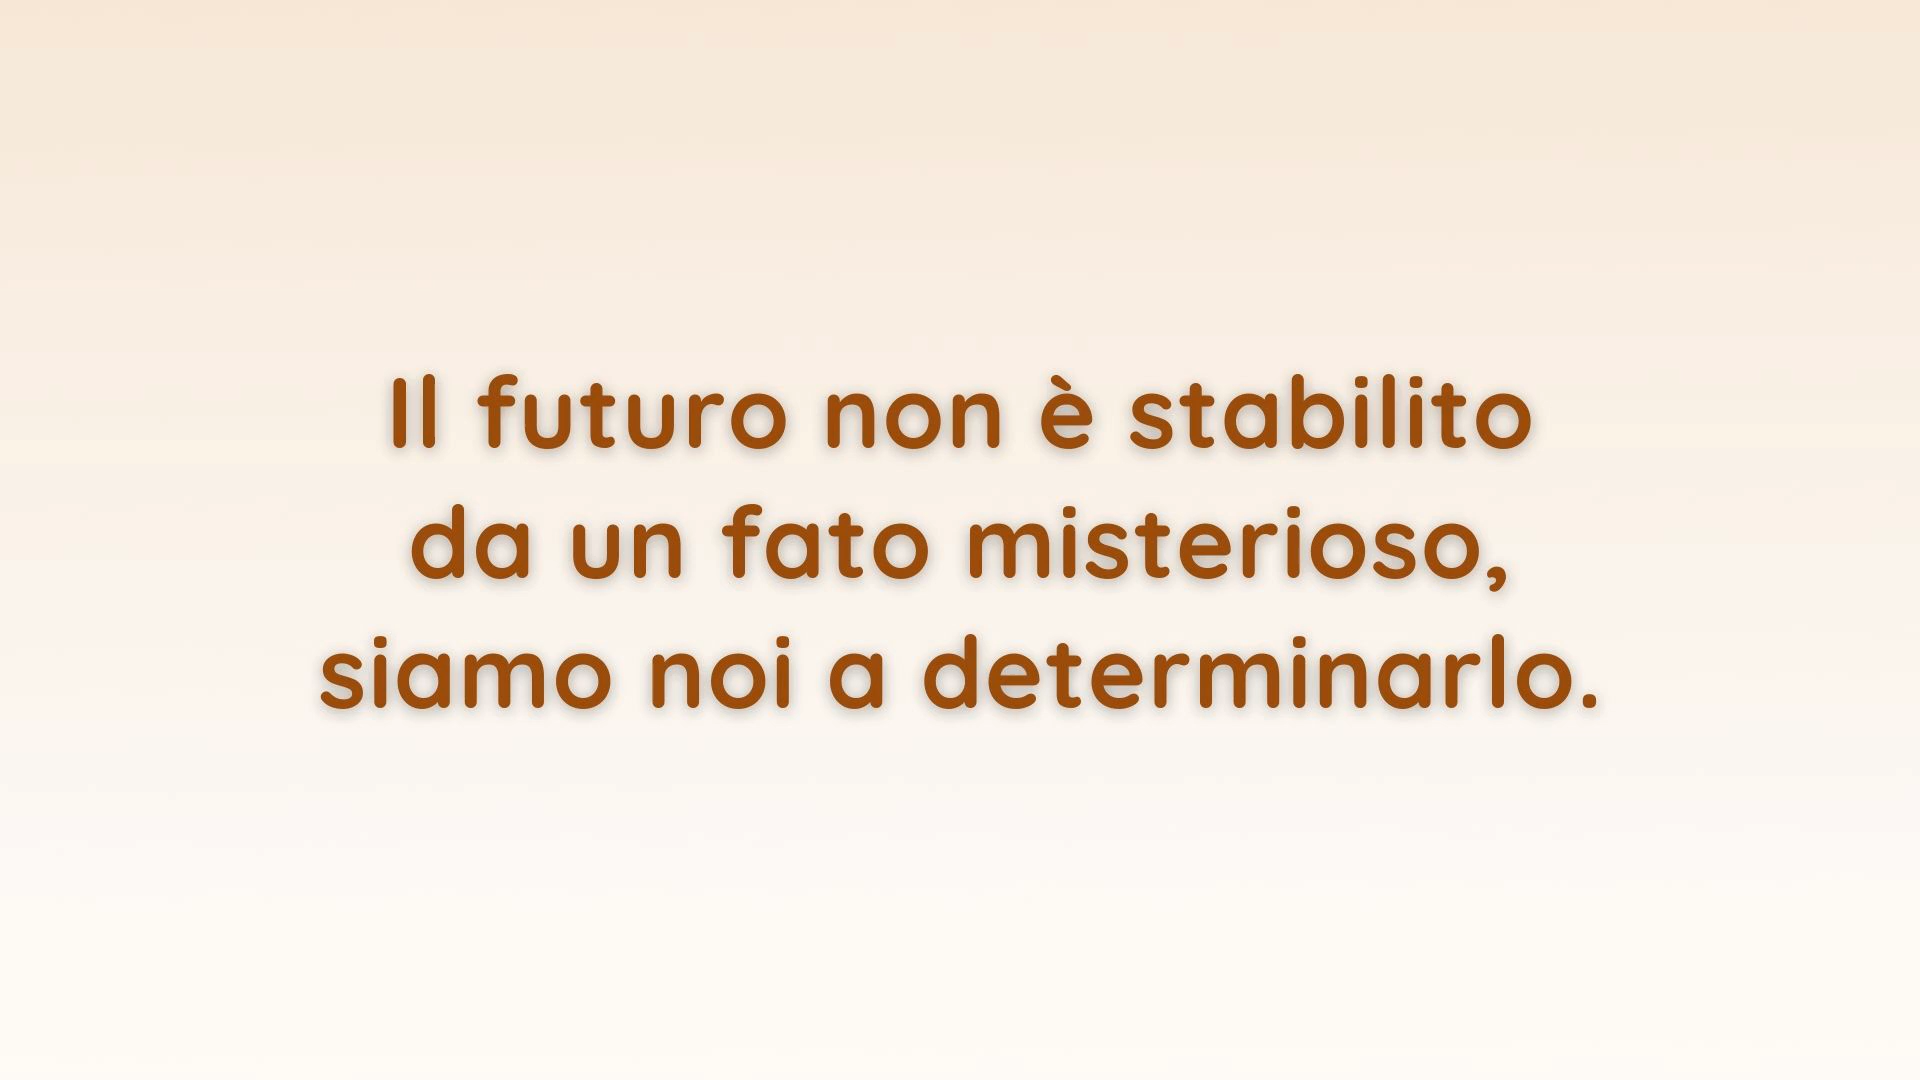 Il futuro non è stabilito
da un fato misterioso,
siamo noi a determinarlo.